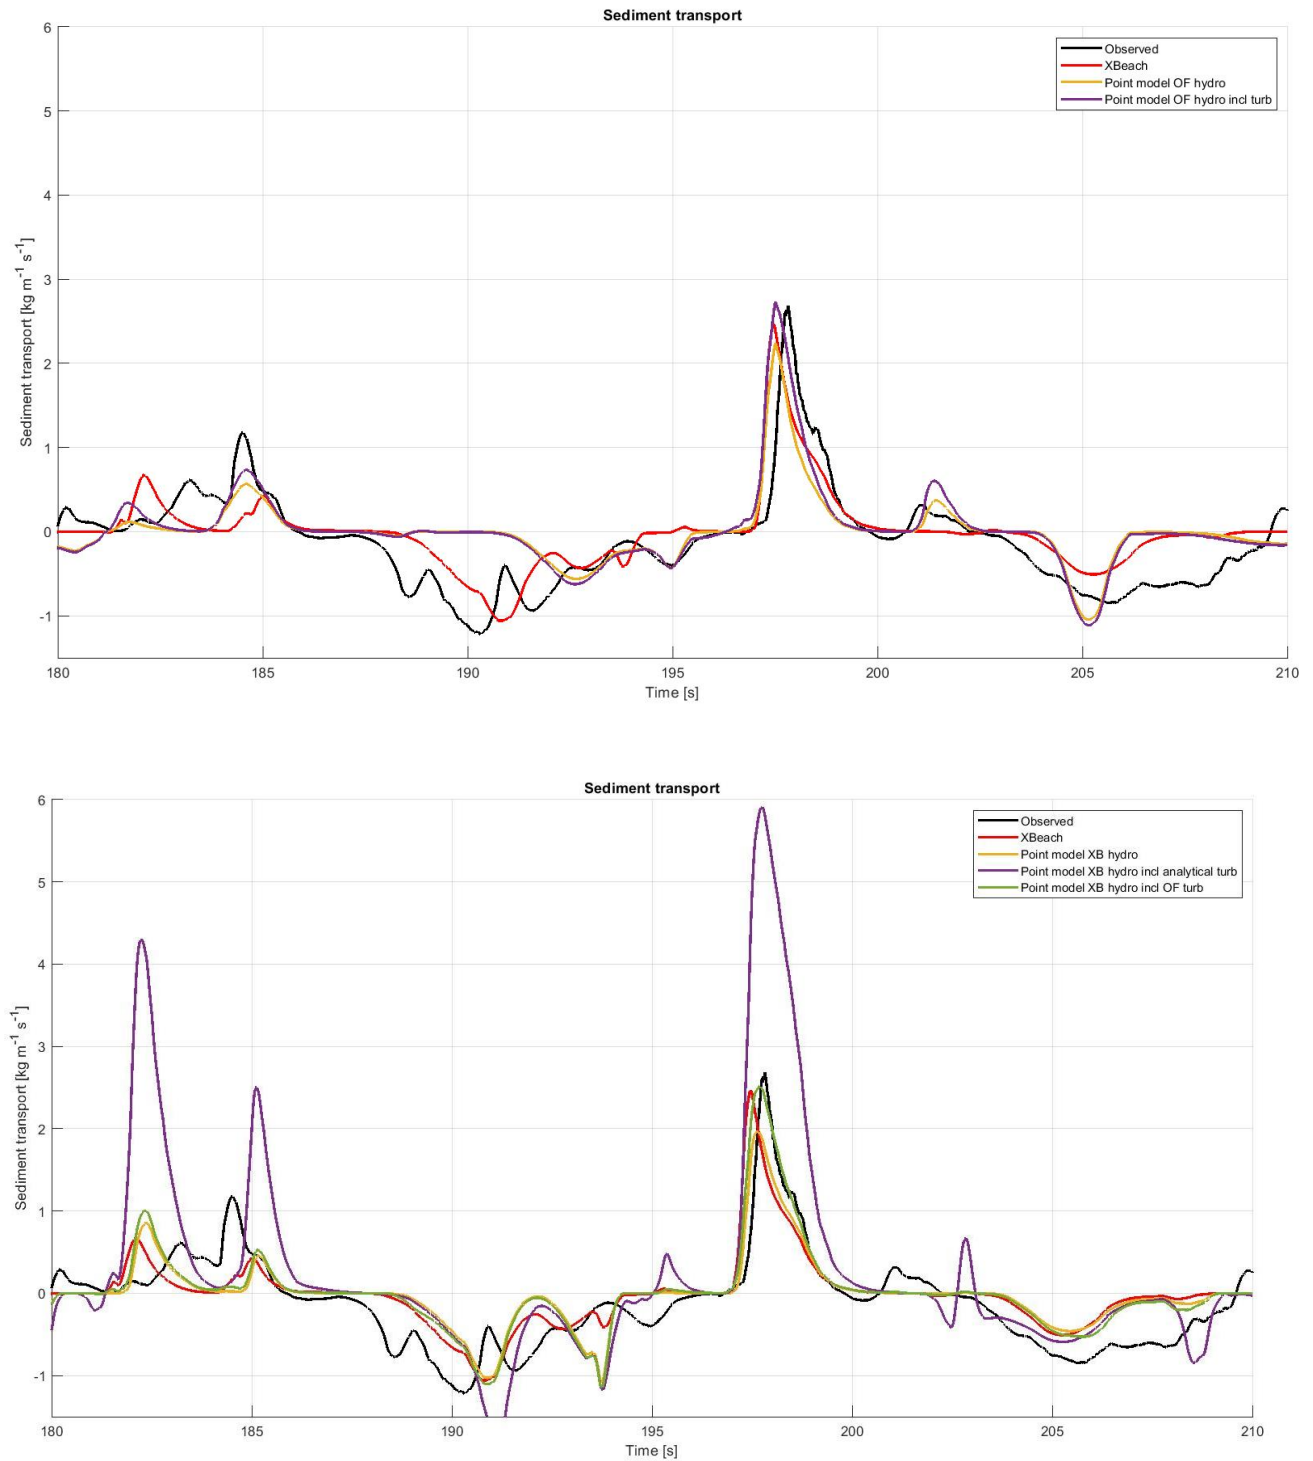 Sediment transport
6
5
4
3
2
1
0
-1
Sediment transport [kg m-1 s-1]
Observed
XBeach
Point model OF hydro
Point model OF hydro incl turb
180 185 190 195 200 205 210
Time [s]
Sediment transport
6
5
4
3
2
1
0
-1
Sediment transport [kg m-1 s-1]
Observed
XBeach
Point model XB hydro
Point model XB hydro incl analytical turb
Point model XB hydro incl OF turb
180 185 190 195 200 205 210
Time [s]